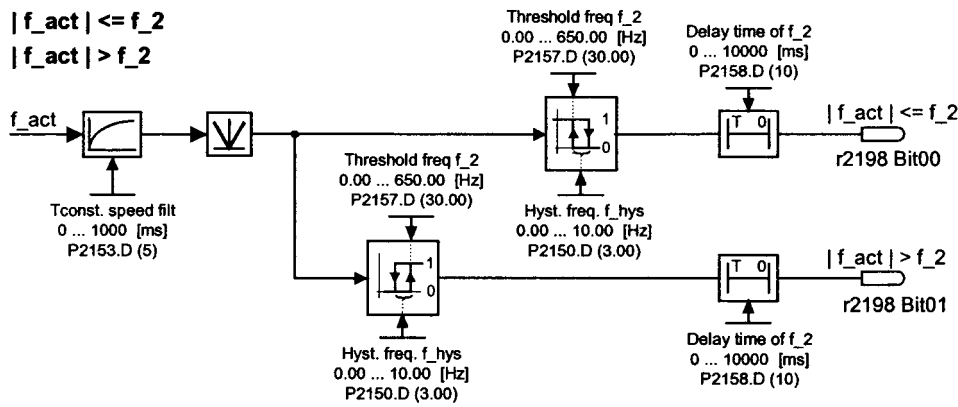 | f_act | <= f_2
| f_act | > f_2
Threshold freq f_2
0.00 ... 650.00 [Hz]
P2157.D (30.00)
Delay time of f_2
0 ... 10000 [ms]
P2158.D (10)
f_act
1
0
T 0
| f_act | <= f_2
r2198 Bit00
Threshold freq f_2
0.00 ... 650.00 [Hz]
P2157.D (30.00)
Tconst. speed filt
0 ... 1000 [ms]
P2153.D (5)
Hyst. freq. f_hys
0.00 ... 10.00 [Hz]
P2150.D (3.00)
1
0
T 0
| f_act | > f_2
r2198 Bit01
Hyst. freq. f_hys
0.00 ... 10.00 [Hz]
P2150.D (3.00)
Delay time of f_2
0 ... 10000 [ms]
P2158.D (10)